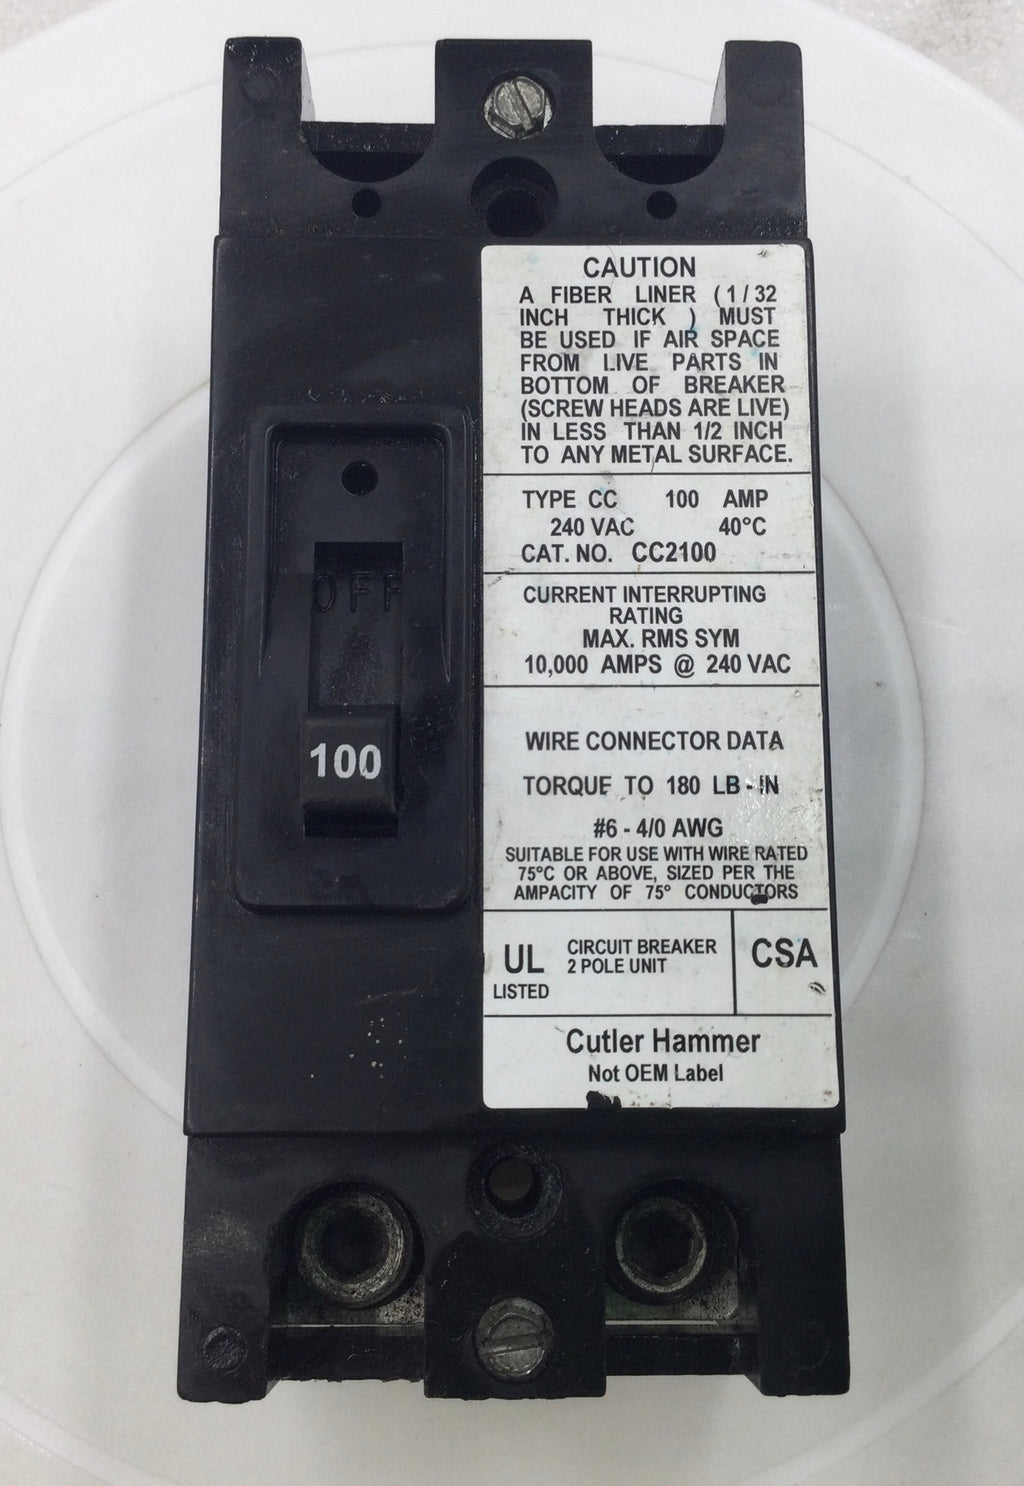 CAUTION
A FIBER LINER (1/32
INCH THICK ) MUST
BE USED IF AIR SPACE
FROM LIVE PARTS IN
BOTTOM OF BREAKER
(SCREW HEADS ARE LIVE)
IN LESS THAN 1/2 INCH
TO ANY METAL SURFACE.
TYPE CC 100 AMP
240 VAC 40°C
CAT. NO. CC2100
OFF
CURRENT INTERRUPTING
RATING
MAX. RMS SYM
10,000 AMPS @ 240 VAC
100
WIRE CONNECTOR DATA
TORQUE TO 180 LB-IN
#6 - 4/0 AWG
SUITABLE FOR USE WITH WIRE RATED
75°C OR ABOVE, SIZED PER THE
AMPACITY OF 75° CONDUCTORS
UL
LISTED
CIRCUIT BREAKER
2 POLE UNIT
CSA
Cutler Hammer
Not OEM Label